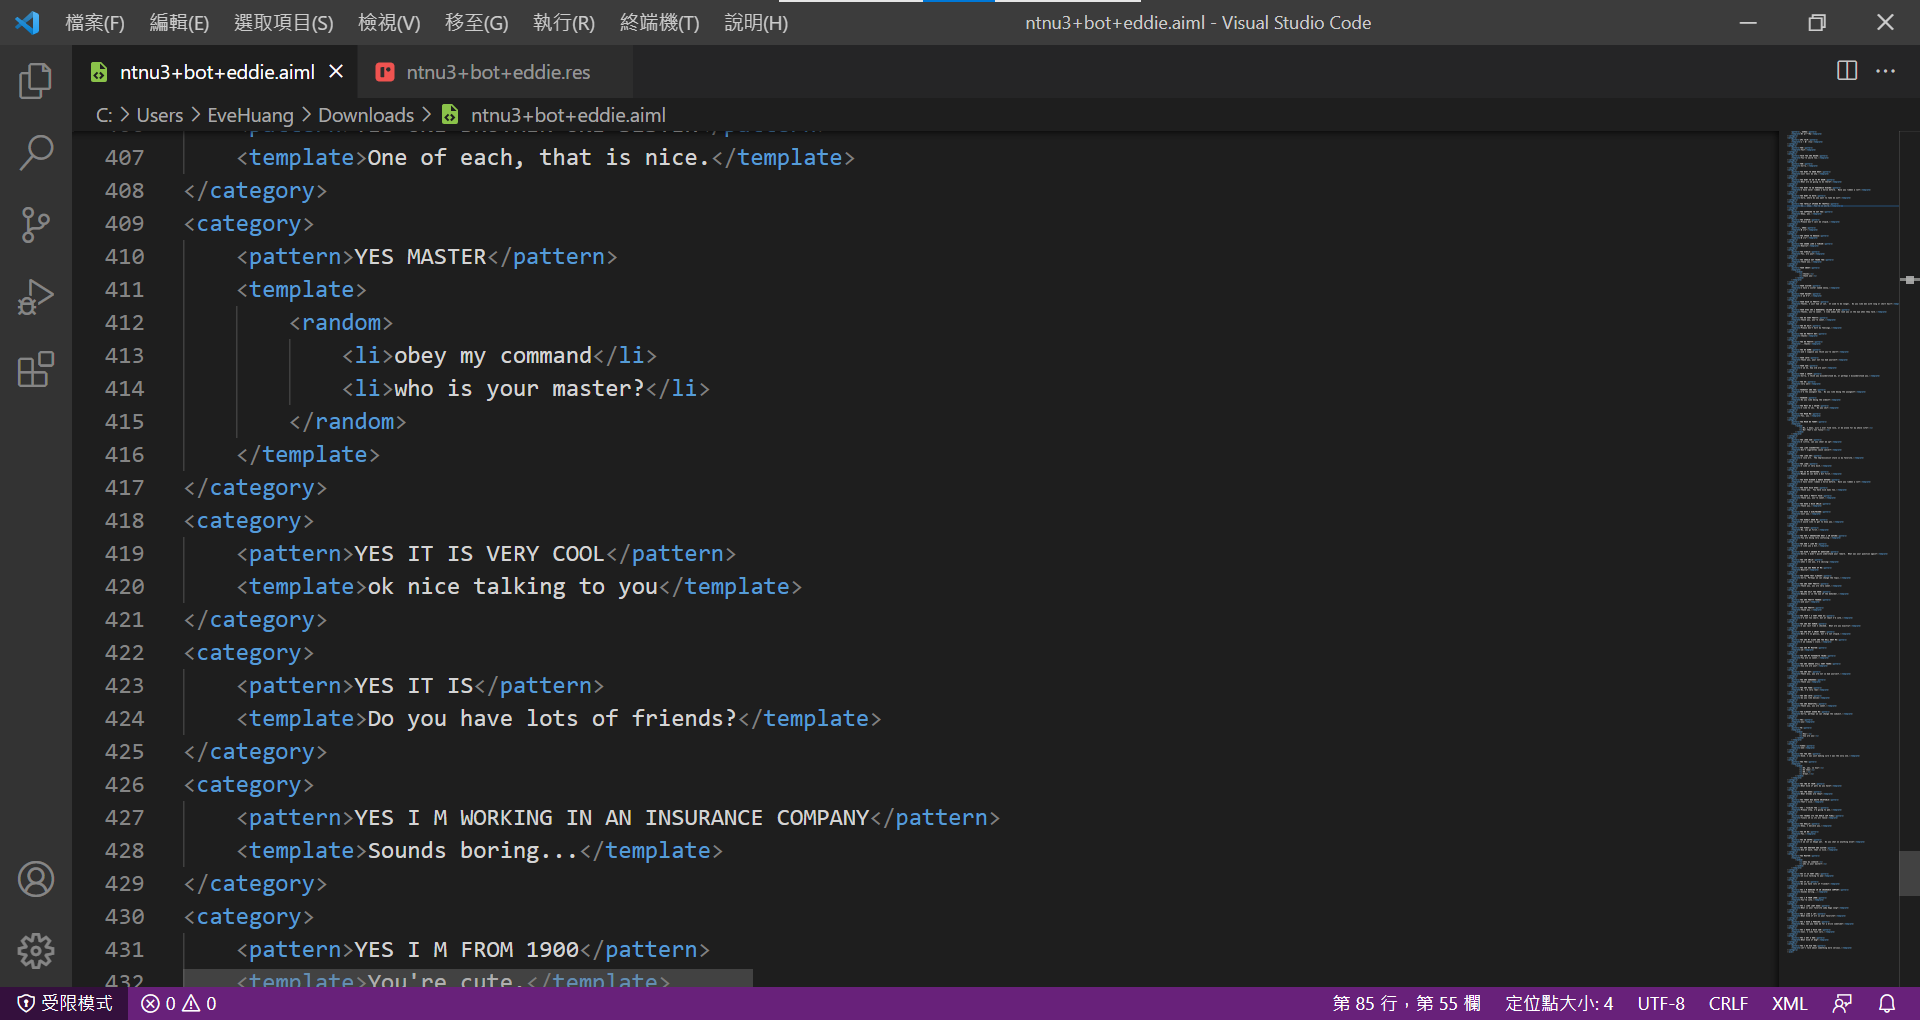 檔案(F) 編輯(E) 選取項目(S) 檢視(V) 移至(G) 執行(R) 終端機(T) 說明(H) ntnu3+bot+eddie.aiml - Visual Studio Code
ntnu3+bot+eddie.aiml ntnu3+bot+eddie.res
C: > Users > EveHuang > Downloads > ntnu3+bot+eddie.aiml
407 <template>One of each, that is nice.</template>
408 </category>
409 <category>
410 <pattern>YES MASTER</pattern>
411 <template>
412 <random>
413 <li>obey my command</li>
414 <li>who is your master?</li>
415 </random>
416 </template>
417 </category>
418 <category>
419 <pattern>YES IT IS VERY COOL</pattern>
420 <template>ok nice talking to you</template>
421 </category>
422 <category>
423 <pattern>YES IT IS</pattern>
424 <template>Do you have lots of friends?</template>
425 </category>
426 <category>
427 <pattern>YES I M WORKING IN AN INSURANCE COMPANY</pattern>
428 <template>Sounds boring...</template>
429 </category>
430 <category>
431 <pattern>YES I M FROM 1900</pattern>
432 <template>You're cute.</template>
受限模式 0 0 第 85 行，第 55 欄 定位點大小: 4 UTF-8 CRLF XML